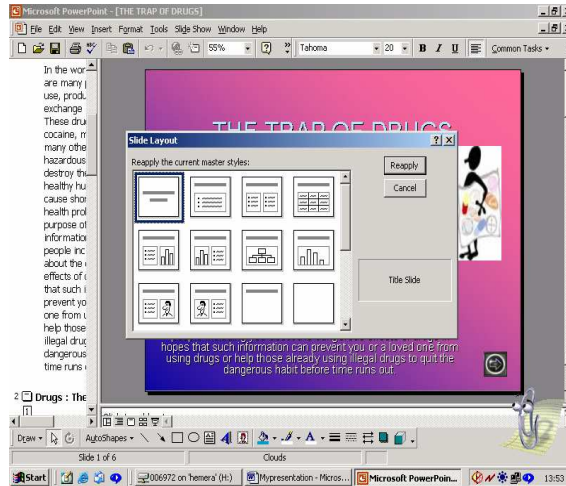 Microsoft PowerPoint - [THE TRAP OF DRUGS]
File Edit View Insert Format Tools Slide Show Window Help
55% Tahoma 20 B I U Common Tasks
In the wor
are many
use, produ
exchange
These dru
cocaine, m
many othe
hazardous
destroy th
healthy hu
cause shor
health prol
purpose of
informatio
people inc
about the
effects of
that such i
prevent yo
one from u
help those
illegal drug
dangerous
time runs
2 Drugs : The
1
THE TRAP OF DRUGS
Slide Layout
Reapply the current master styles:
Reapply
Cancel
Title Slide
hopes that such information can prevent you or a loved one from
using drugs or help those already using illegal drugs to quit the
dangerous habit before time runs out.
Draw AutoShapes
Slide 1 of 6 Clouds
Start 006972 on 'hemera' (H:) Mypresentation - Micros... Microsoft PowerPoin... 13:53